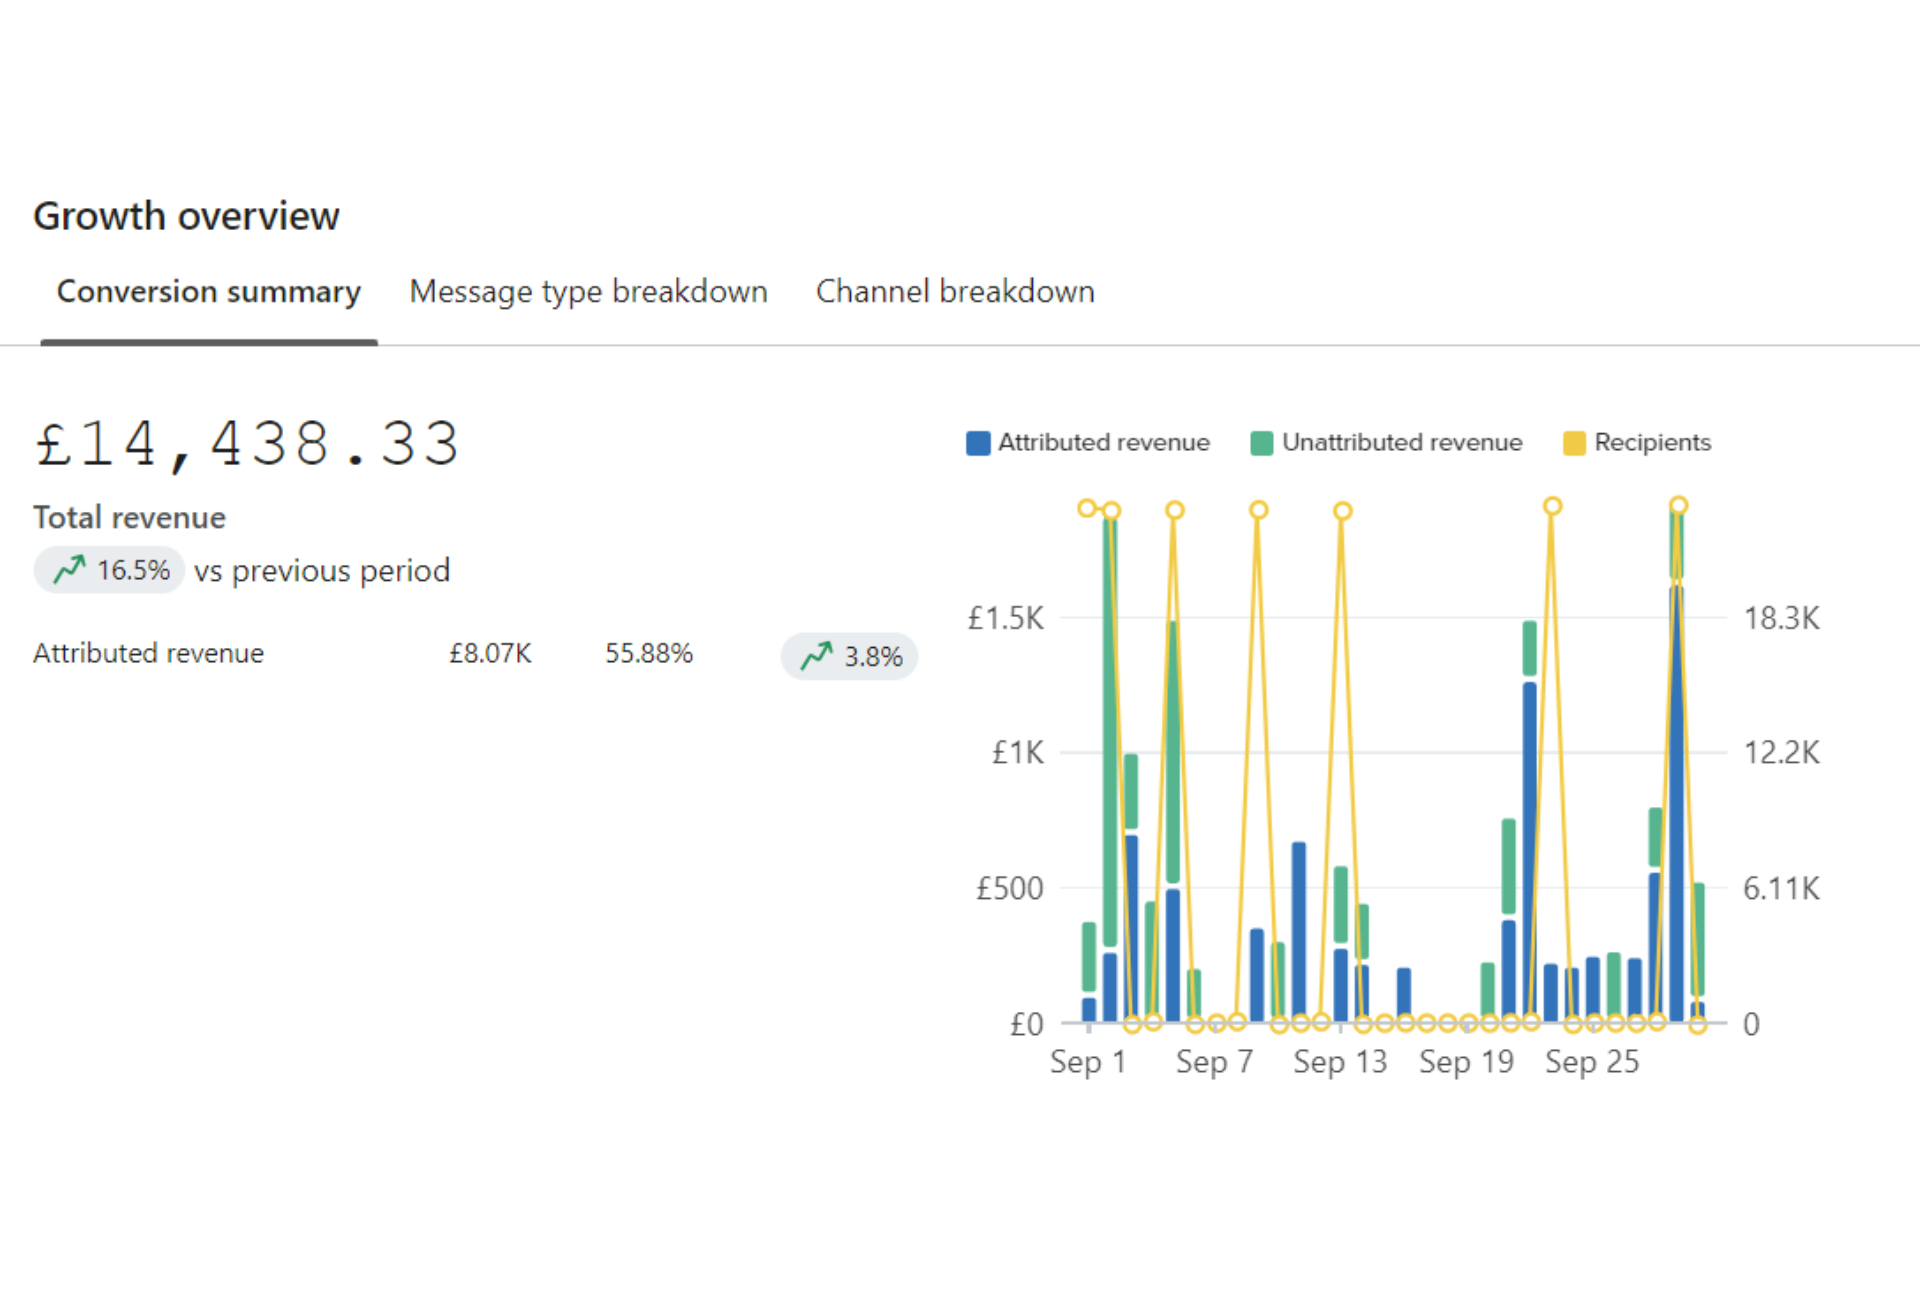 Growth overview
Conversion summary Message type breakdown Channel breakdown
£14,438.33
Total revenue
16.5% vs previous period
Attributed revenue £8.07K 55.88% 3.8%
Attributed revenue Unattributed revenue Recipients
£1.5K 18.3K
£1K 12.2K
£500 6.11K
£0 0
Sep 1 Sep 7 Sep 13 Sep 19 Sep 25